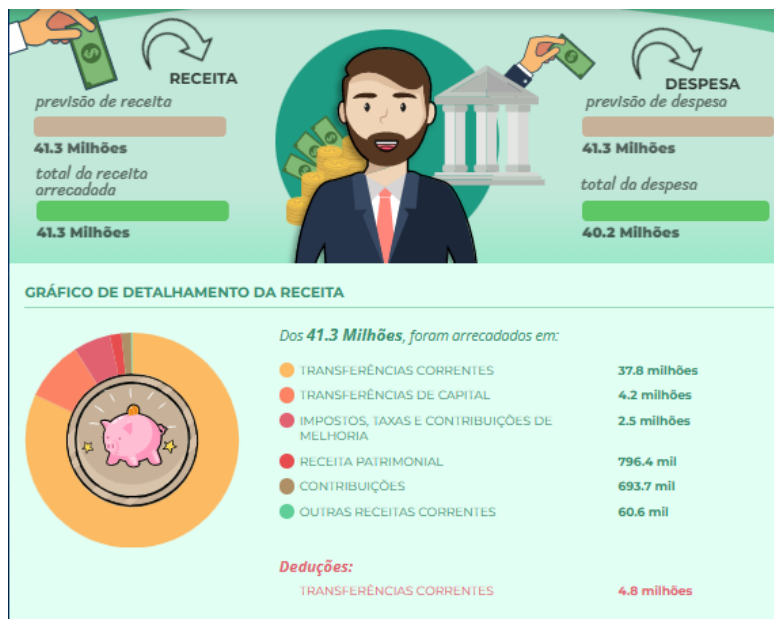 RECEITA
previsão de receita
41.3 Milhões
total da receita
arrecadada
41.3 Milhões
DESPESA
previsão de despesa
41.3 Milhões
total da despesa
40.2 Milhões
GRÁFICO DE DETALHAMENTO DA RECEITA
Dos 41.3 Milhões, foram arrecadados em:
TRANSFERÊNCIAS CORRENTES 37.8 milhões
TRANSFERÊNCIAS DE CAPITAL 4.2 milhões
IMPOSTOS, TAXAS E CONTRIBUIÇÕES DE 2.5 milhões
MELHORIA
RECEITA PATRIMONIAL 796.4 mil
CONTRIBUIÇÕES 693.7 mil
OUTRAS RECEITAS CORRENTES 60.6 mil
Deduções:
TRANSFERÊNCIAS CORRENTES 4.8 milhões